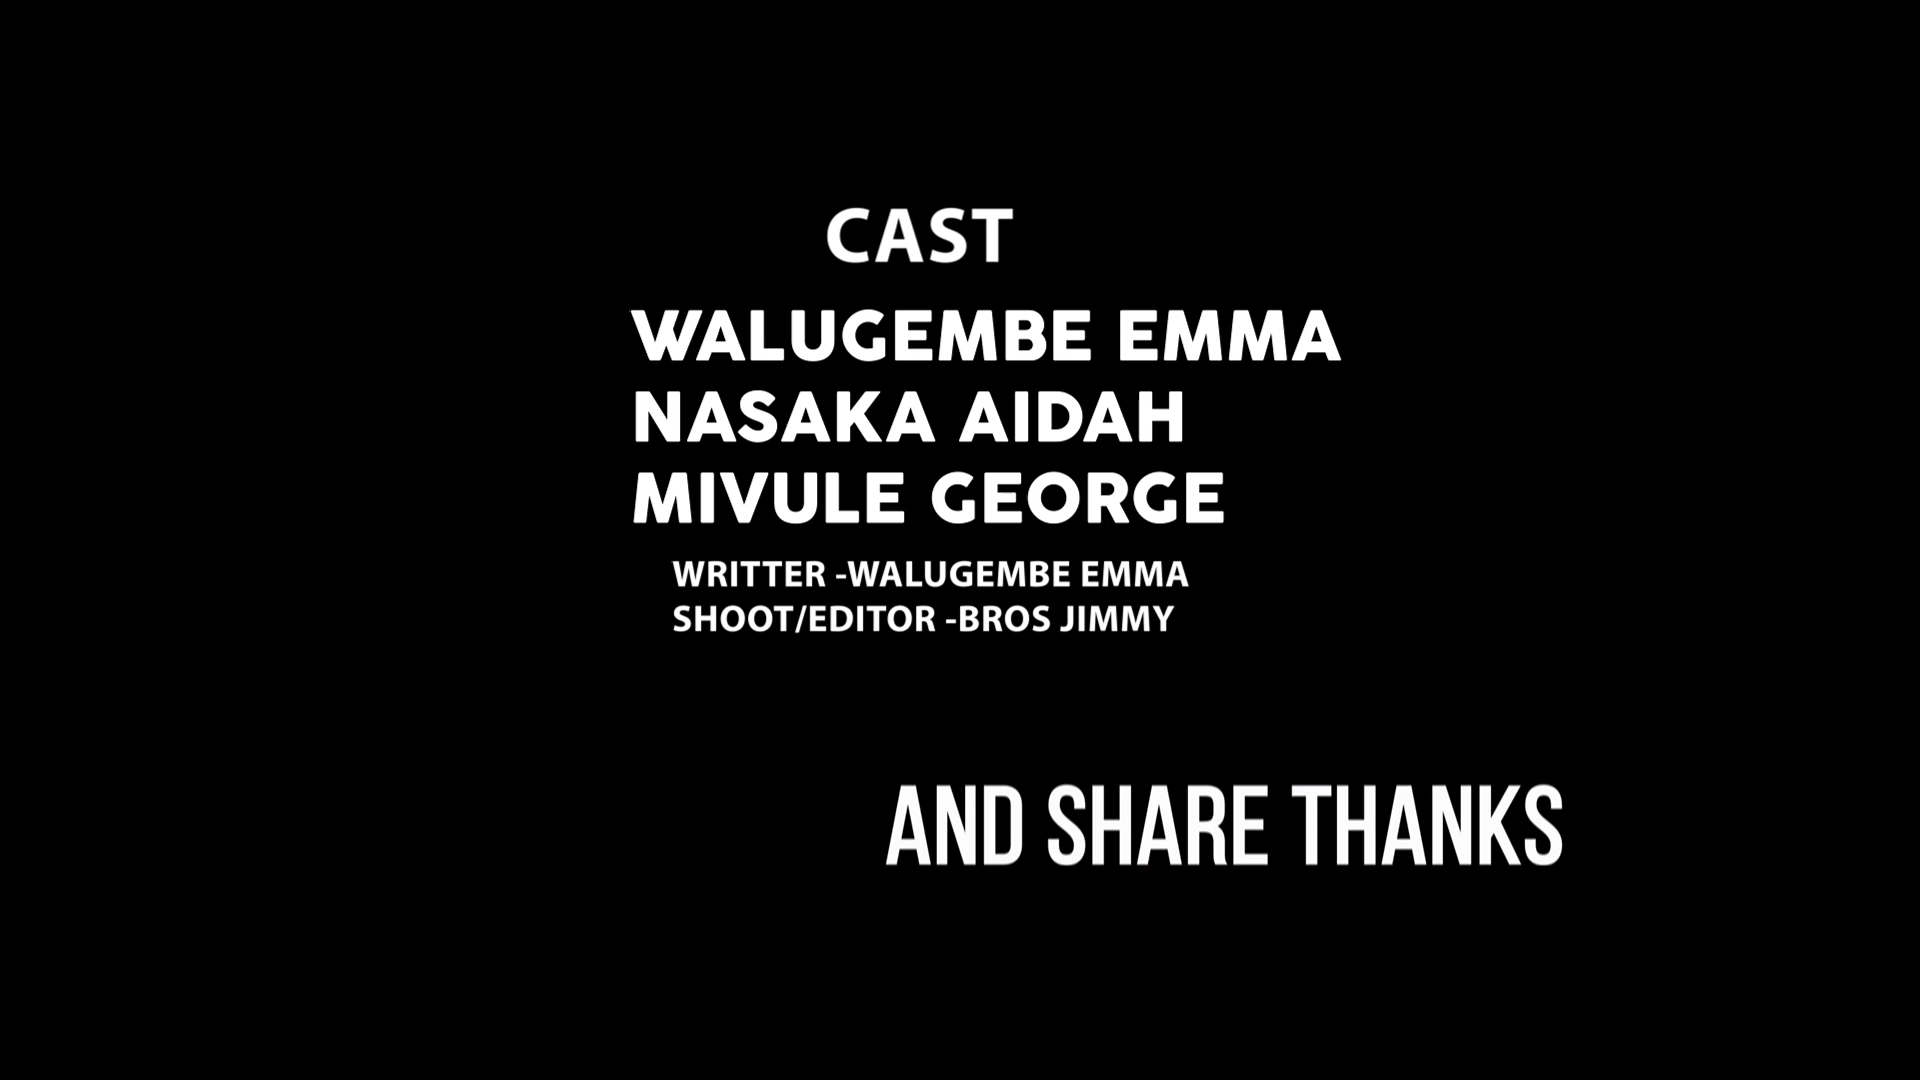 CAST
WALUGEMBE EMMA
NASAKA AIDAH
MIVULE GEORGE
WRITTER -WALUGEMBE EMMA
SHOOT/EDITOR -BROS JIMMY
AND SHARE THANKS